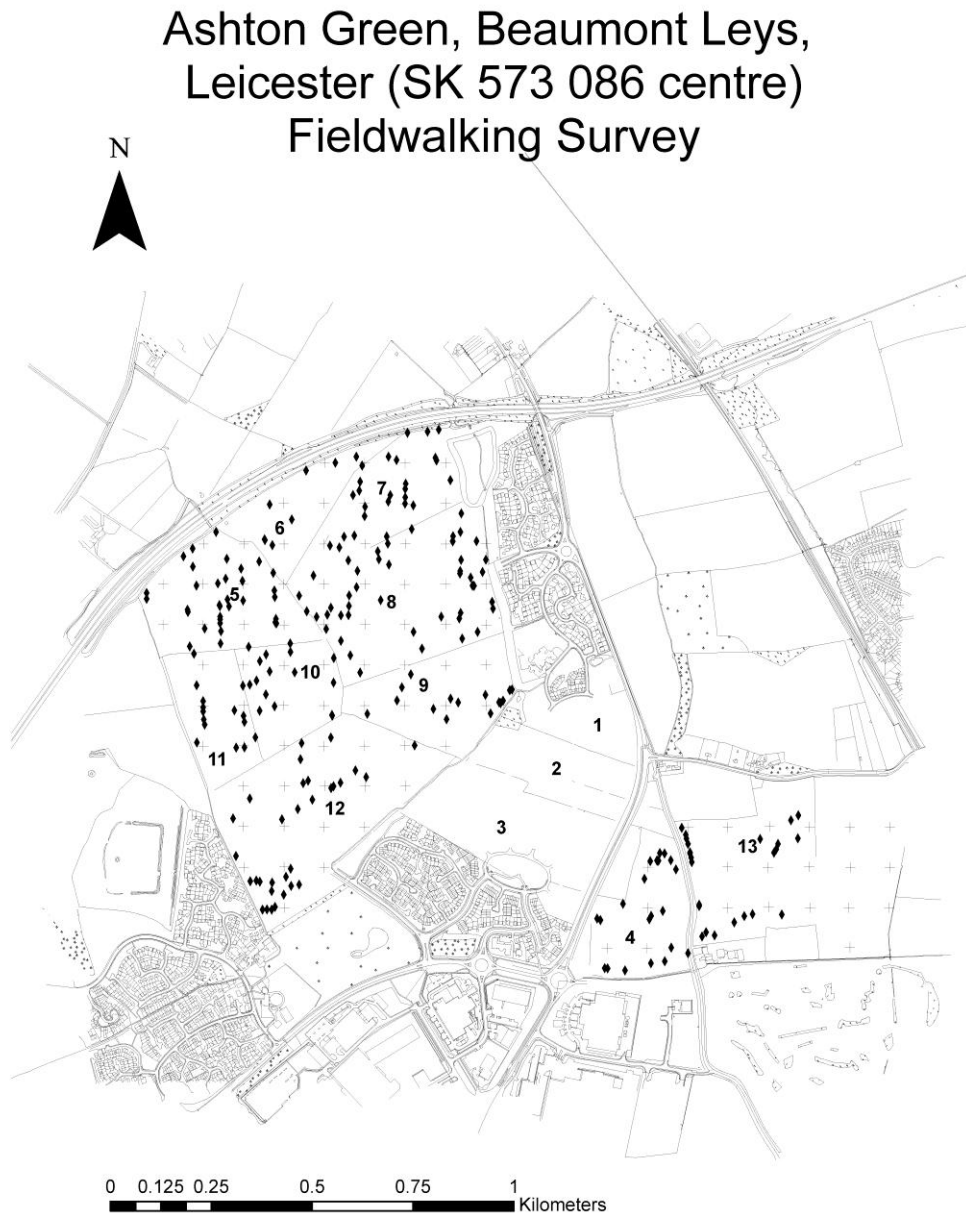 Ashton Green, Beaumont Leys,
Leicester (SK 573 086 centre)
Fieldwalking Survey
N
7
6
5
8
10
9
1
11
2
12
3
13
4
0 0.125 0.25 0.5 0.75 1
Kilometers